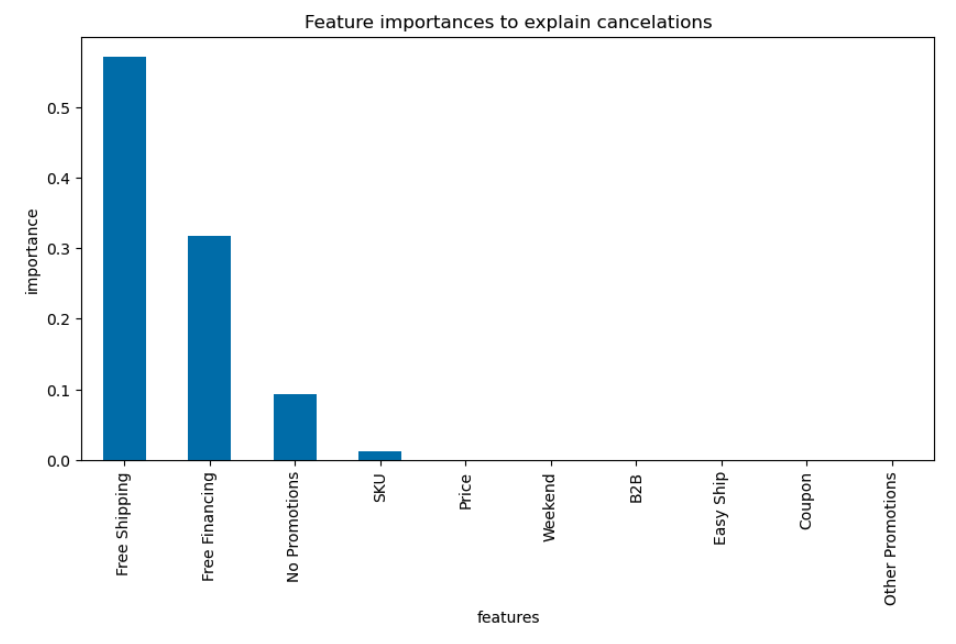 Feature importances to explain cancelations
importance
0.5
0.4
0.3
0.2
0.1
0.0
Free Shipping
Free Financing
No Promotions
SKU
Price
Weekend
B2B
Easy Ship
Coupon
Other Promotions
features